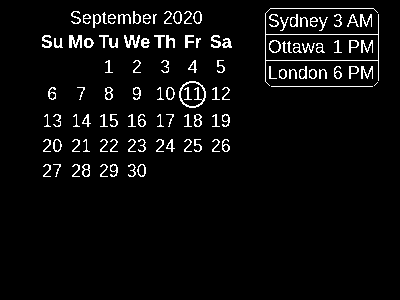 September 2020
Su Mo Tu We Th Fr Sa
1 2 3 4 5
6 7 8 9 10 11 12
13 14 15 16 17 18 19
20 21 22 23 24 25 26
27 28 29 30
Sydney 3 AM
Ottawa 1 PM
London 6 PM